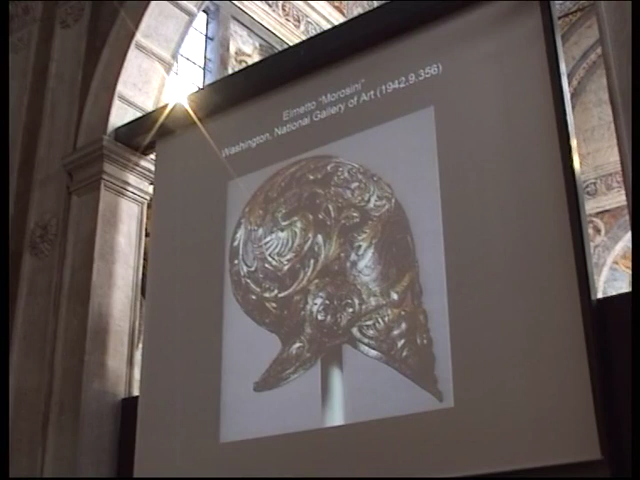 Elmetto "Morosini"
Washington, National Gallery of Art (1942.9.356)